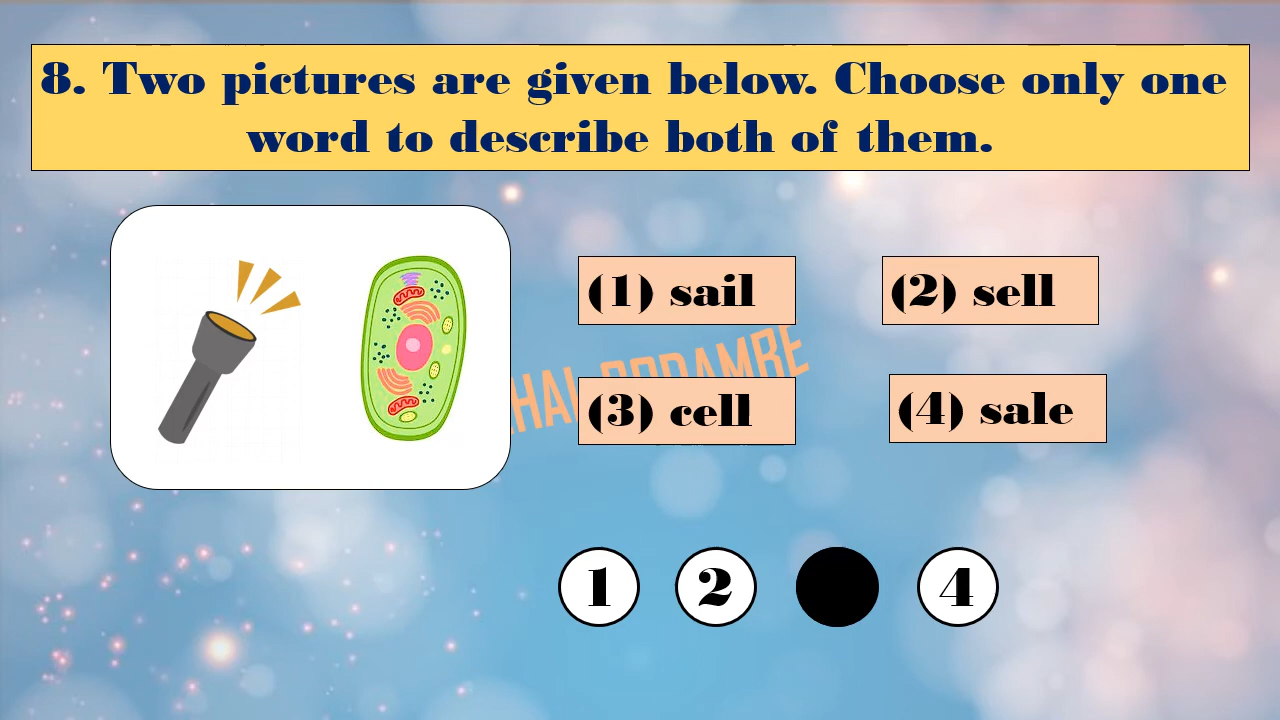 8. Two pictures are given below. Choose only one
word to describe both of them.
(1) sail
(2) sell
(3) cell
(4) sale
1 2 4